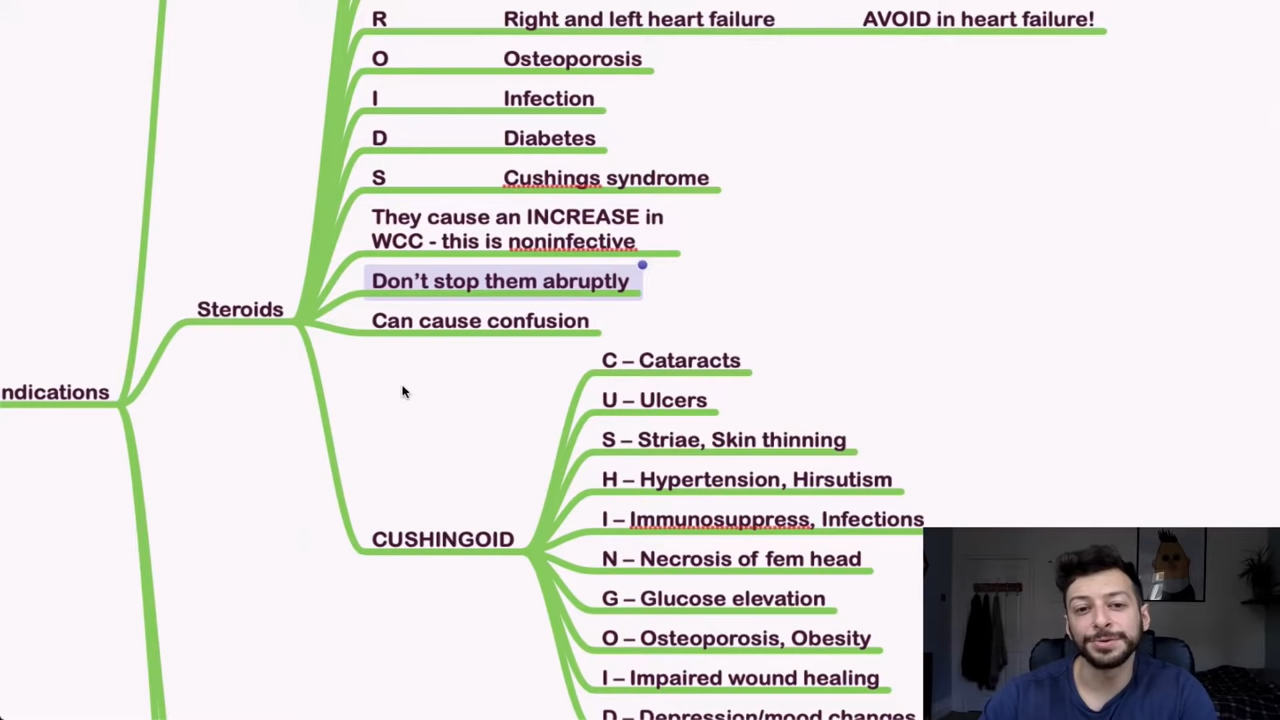 R Right and left heart failure AVOID in heart failure!
O Osteoporosis
I Infection
D Diabetes
S Cushings syndrome
They cause an INCREASE in
WCC - this is noninfective
Don't stop them abruptly
Steroids
Can cause confusion
C – Cataracts
ndications
U – Ulcers
S – Striae, Skin thinning
H – Hypertension, Hirsutism
I – Immunosuppress, Infections
CUSHINGOID
N – Necrosis of fem head
G – Glucose elevation
O – Osteoporosis, Obesity
I – Impaired wound healing
D – Depression/mood changes